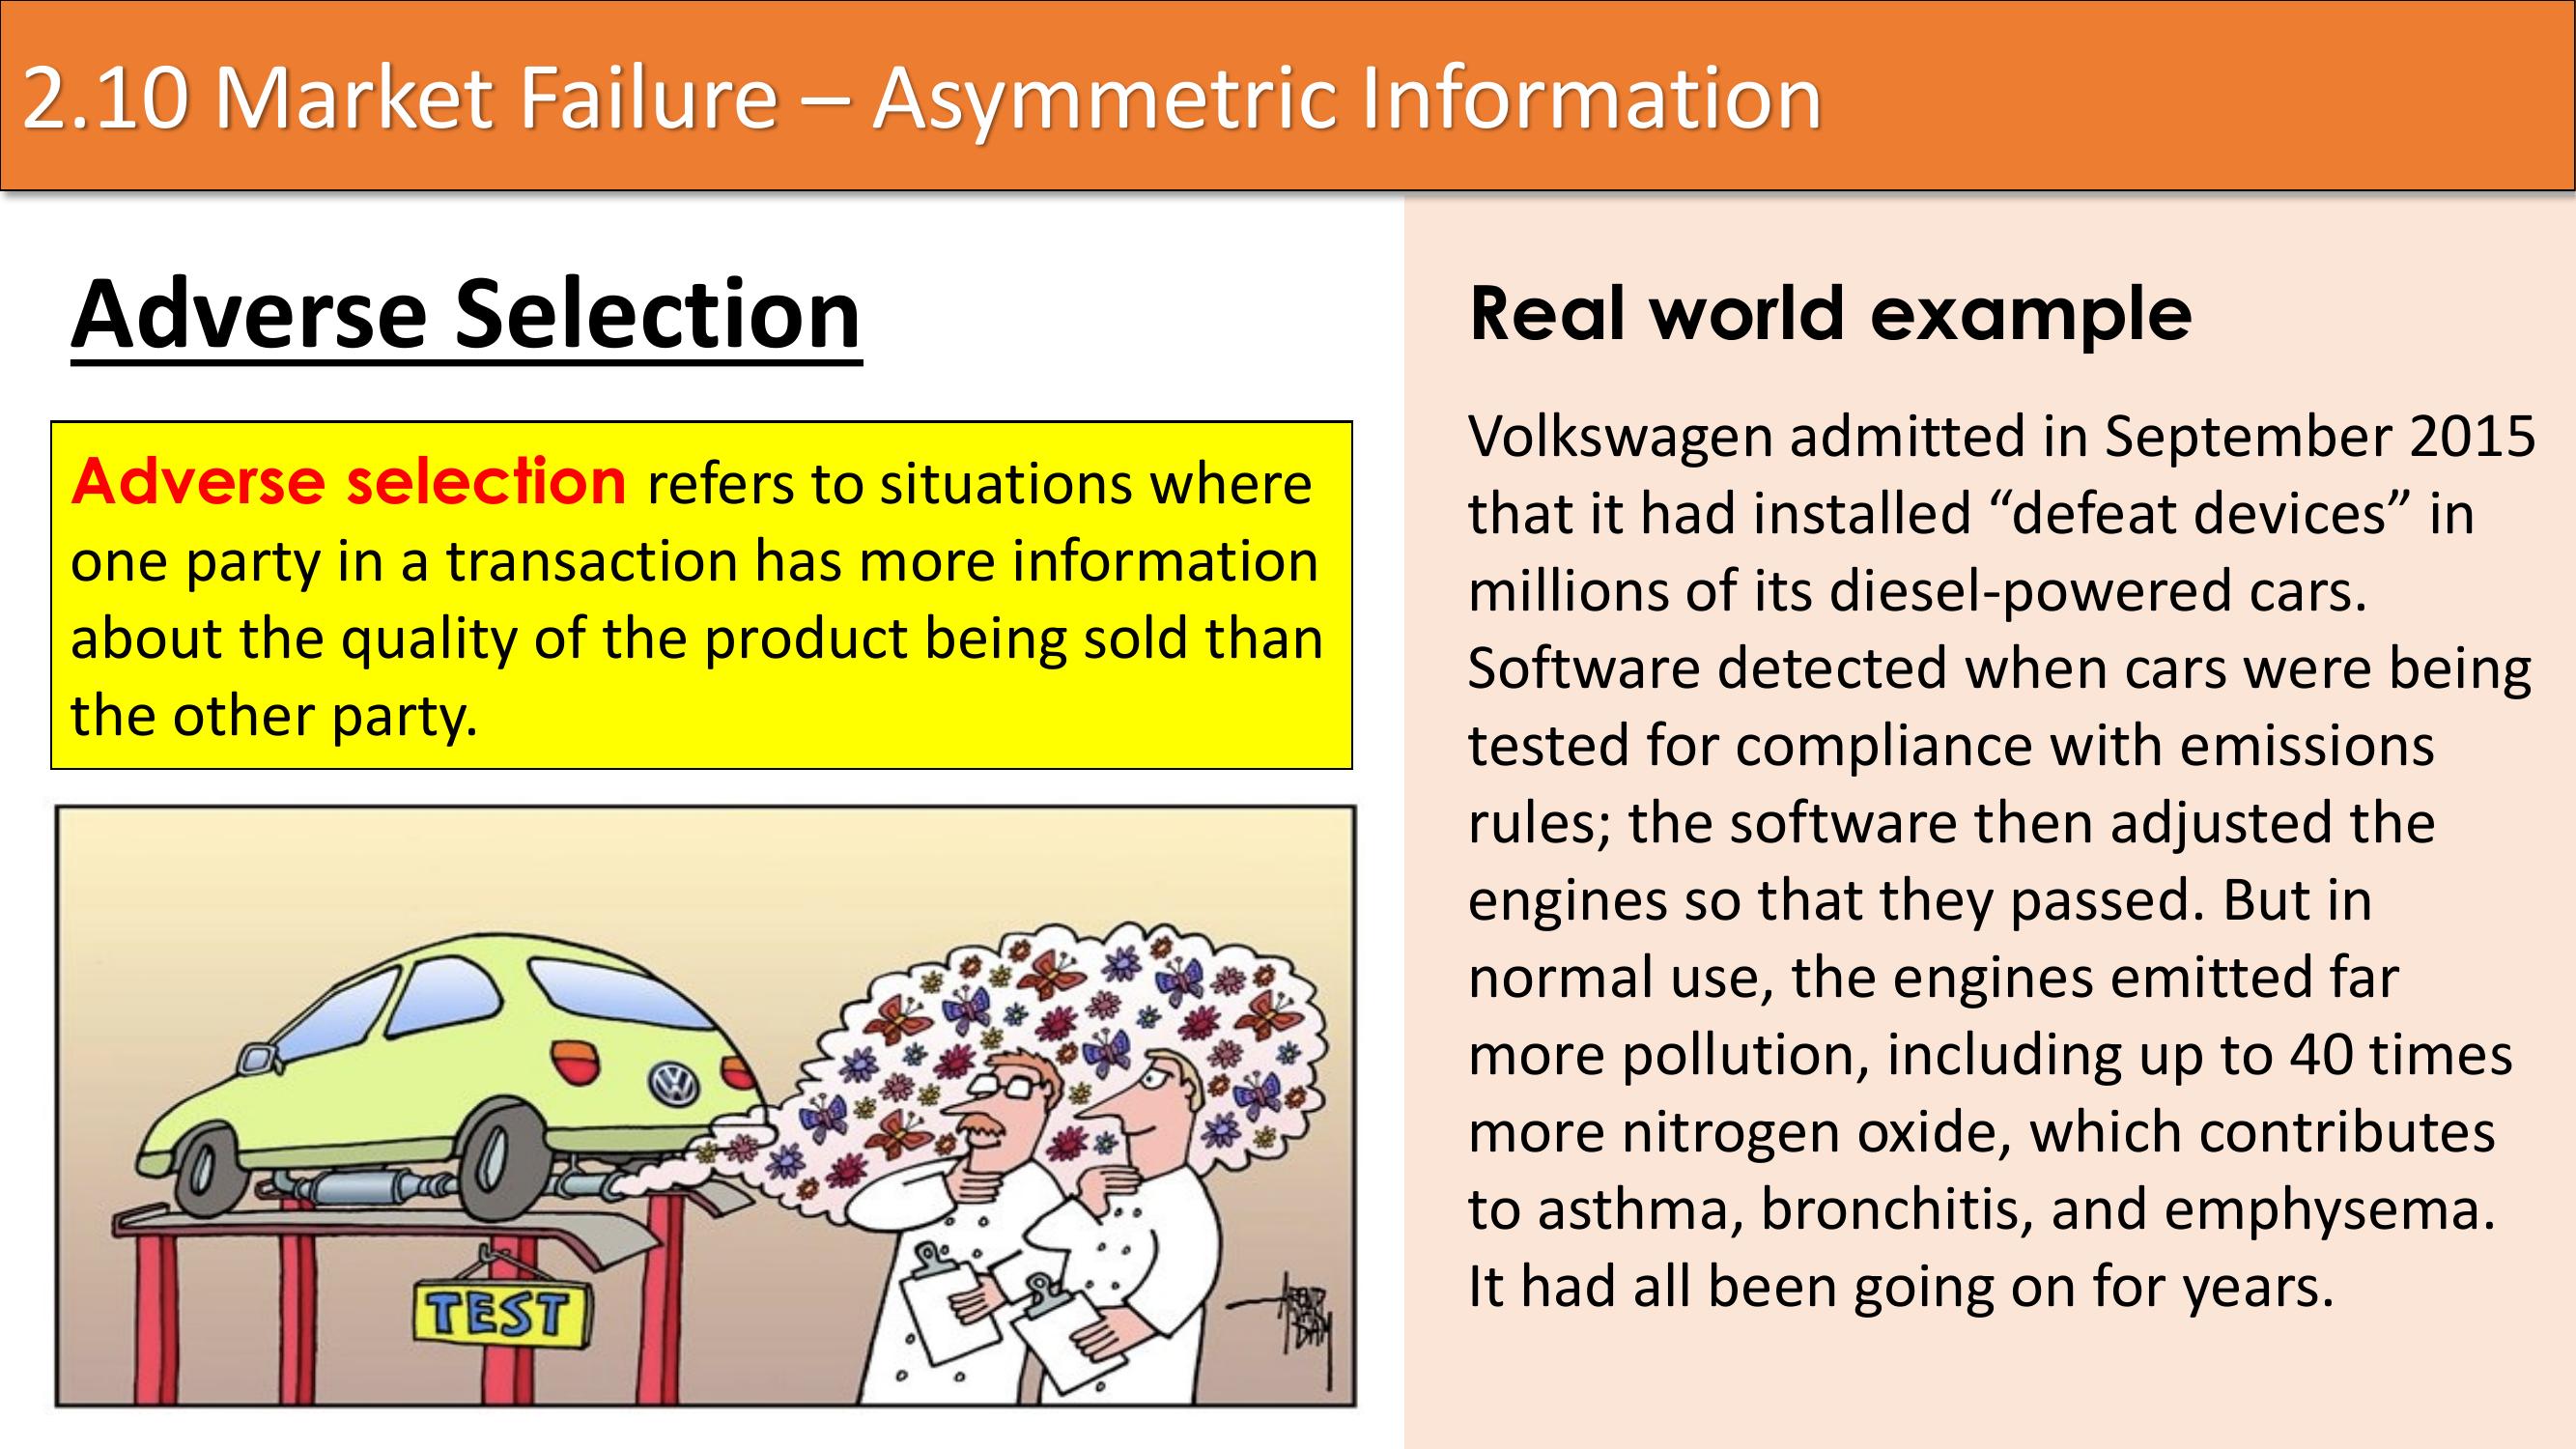 2.10 Market Failure – Asymmetric Information
Adverse Selection
Adverse selection refers to situations where
one party in a transaction has more information
about the quality of the product being sold than
the other party.
TEST
Real world example
Volkswagen admitted in September 2015
that it had installed “defeat devices” in
millions of its diesel-powered cars.
Software detected when cars were being
tested for compliance with emissions
rules; the software then adjusted the
engines so that they passed. But in
normal use, the engines emitted far
more pollution, including up to 40 times
more nitrogen oxide, which contributes
to asthma, bronchitis, and emphysema.
It had all been going on for years.